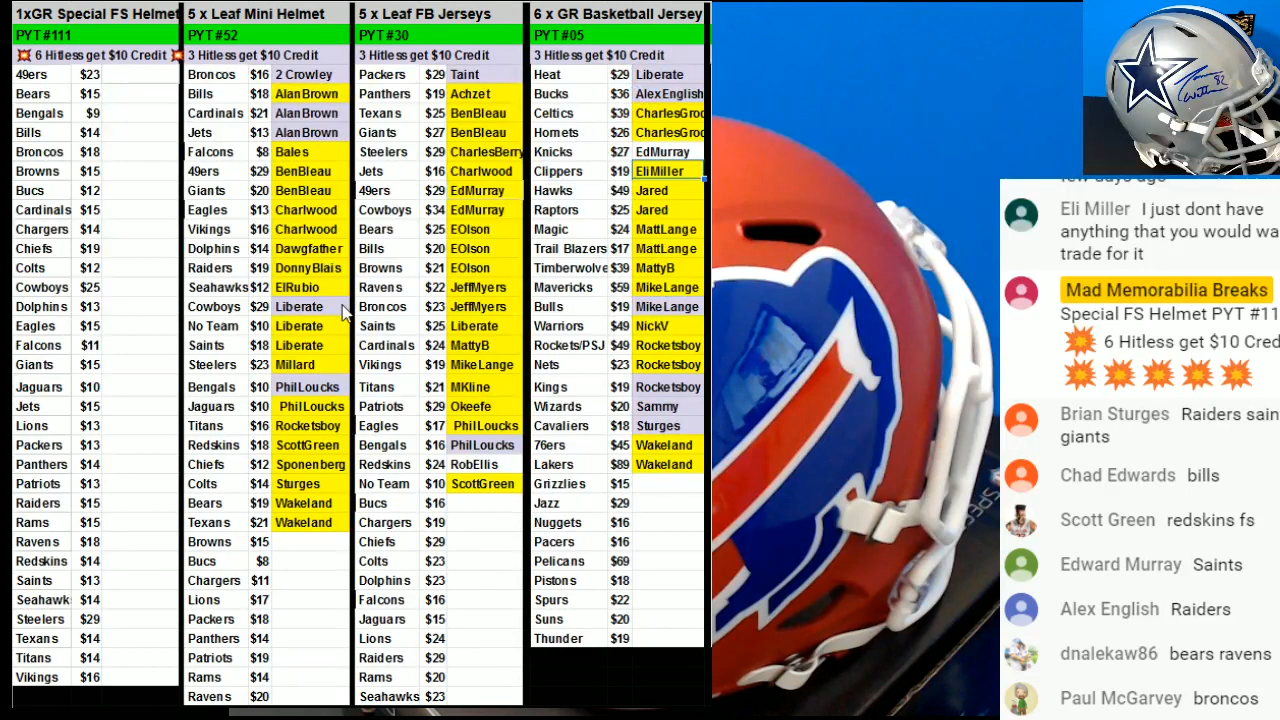 1xGR Special FS Helmet
PYT #111
💥 6 Hitless get $10 Credit 💥
49ers $23
Bears $15
Bengals $9
Bills $14
Broncos $18
Browns $15
Bucs $12
Cardinals $15
Chargers $14
Chiefs $19
Colts $12
Cowboys $25
Dolphins $13
Eagles $15
Falcons $11
Giants $15
Jaguars $10
Jets $15
Lions $13
Packers $13
Panthers $14
Patriots $13
Raiders $15
Rams $15
Ravens $18
Redskins $14
Saints $13
Seahawk $14
Steelers $29
Texans $14
Titans $14
Vikings $16
5 x Leaf Mini Helmet
PYT #52
3 Hitless get $10 Credit
Broncos $16 2 Crowley
Bills $18 AlanBrown
Cardinals $21 AlanBrown
Jets $13 AlanBrown
Falcons $8 Bales
49ers $29 BenBleau
Giants $20 BenBleau
Eagles $13 Charlwood
Vikings $16 Charlwood
Dolphins $14 Dawgfather
Raiders $19 DonnyBlais
Seahawks $12 ElRubio
Cowboys $29 Liberate
No Team $10 Liberate
Saints $18 Liberate
Steelers $23 Millard
Bengals $10 PhilLoucks
Jaguars $10 PhilLoucks
Titans $16 Rocketsboy
Redskins $18 ScottGreen
Chiefs $12 Sponenberg
Colts $14 Sturges
Bears $19 Wakeland
Texans $21 Wakeland
Browns $15
Bucs $8
Chargers $11
Lions $17
Packers $18
Panthers $14
Patriots $19
Rams $14
Ravens $20
5 x Leaf FB Jerseys
PYT #30
3 Hitless get $10 Credit
Packers $29 Taint
Panthers $19 Achzet
Texans $25 BenBleau
Giants $27 BenBleau
Steelers $29 CharlesBerry
Jets $16 Charlwood
49ers $29 EdMurray
Cowboys $34 EdMurray
Bears $25 EOlson
Bills $20 EOlson
Browns $21 EOlson
Ravens $22 JeffMyers
Broncos $23 JeffMyers
Saints $25 Liberate
Cardinals $24 MattyB
Vikings $19 MikeLange
Titans $21 MKline
Patriots $29 Okeefe
Eagles $17 PhilLoucks
Bengals $16 PhilLoucks
Redskins $24 RobEllis
No Team $10 ScottGreen
Bucs $16
Chargers $19
Chiefs $29
Colts $23
Dolphins $23
Falcons $16
Jaguars $15
Lions $24
Raiders $29
Rams $20
Seahawks $23
6 x GR Basketball Jersey
PYT #05
3 Hitless get $10 Credit
Heat $29 Liberate
Bucks $36 AlexEnglish
Celtics $39 CharlesGroc
Hornets $26 CharlesGroc
Knicks $27 EdMurray
Clippers $19 EliMiller
Hawks $49 Jared
Raptors $25 Jared
Magic $24 MattLange
Trail Blazers $17 MattLange
Timberwolve $39 MattyB
Mavericks $59 MikeLange
Bulls $19 MikeLange
Warriors $49 NickV
Rockets/PSJ $49 Rocketsboy
Nets $23 Rocketsboy
Kings $19 Rocketsboy
Wizards $20 Sammy
Cavaliers $18 Sturges
76ers $45 Wakeland
Lakers $89 Wakeland
Grizzlies $15
Jazz $29
Nuggets $16
Pacers $16
Pelicans $69
Pistons $18
Spurs $22
Suns $20
Thunder $19
few days ago
Eli Miller I just dont have
anything that you would wa
trade for it
Mad Memorabilia Breaks
Special FS Helmet PYT #11
💥 6 Hitless get $10 Cred
💥 💥 💥 💥 💥
Brian Sturges Raiders sain
giants
Chad Edwards bills
Scott Green redskins fs
Edward Murray Saints
Alex English Raiders
dnalekaw86 bears ravens
Paul McGarvey broncos